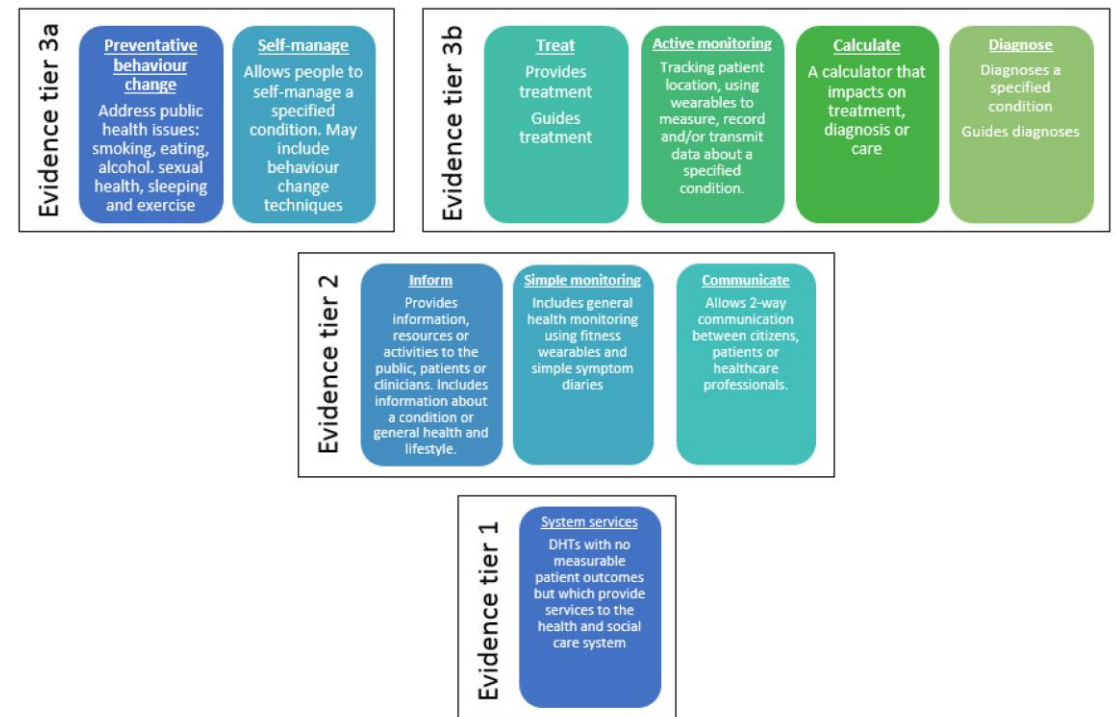 Evidence tier 3a
Preventative
behaviour
change
Address public
health issues:
smoking, eating,
alcohol. sexual
health, sleeping
and exercise
Self-manage
Allows people to
self-manage a
specified
condition. May
include
behaviour
change
techniques
Evidence tier 3b
Treat
Provides
treatment
Guides
treatment
Active monitoring
Tracking patient
location, using
wearables to
measure, record
and/or transmit
data about a
specified
condition.
Calculate
A calculator that
impacts on
treatment,
diagnosis or
care
Diagnose
Diagnoses a
specified
condition
Guides diagnoses
Evidence tier 2
Inform
Provides
information,
resources or
activities to the
public, patients or
clinicians. Includes
information about
a condition or
general health and
lifestyle.
Simple monitoring
Includes general
health monitoring
using fitness
wearables and
simple symptom
diaries
Communicate
Allows 2-way
communication
between citizens,
patients or
healthcare
professionals.
Evidence tier 1
System services
DHTs with no
measurable
patient outcomes
but which provide
services to the
health and social
care system